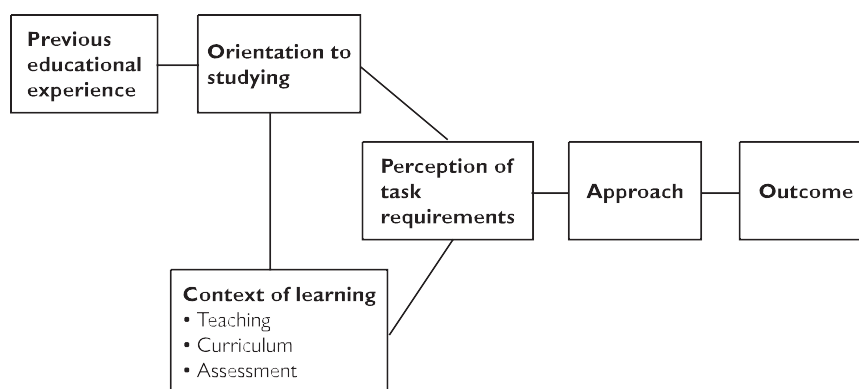 Previous
educational
experience
Orientation to
studying
Perception of
task
requirements
Approach
Outcome
Context of learning
• Teaching
• Curriculum
• Assessment